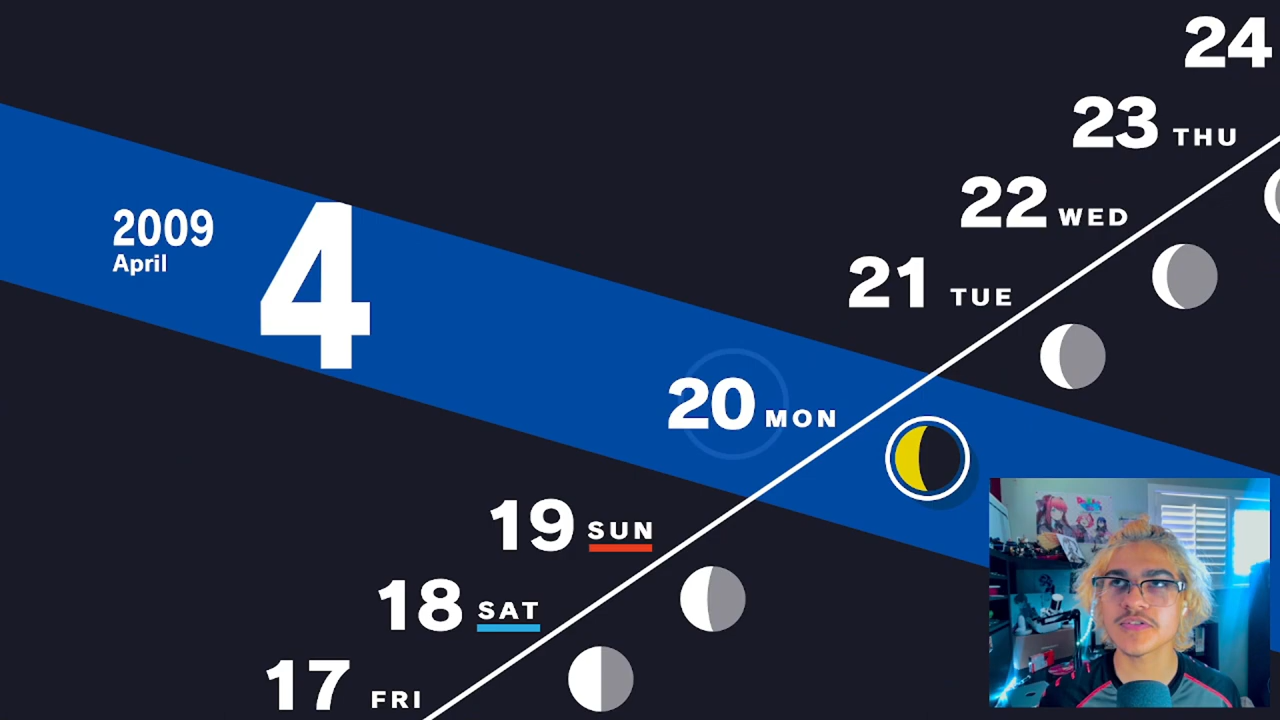 24
23 THU
22 WED
2009
April
4
21 TUE
20 MON
19 SUN
18 SAT
17 FRI